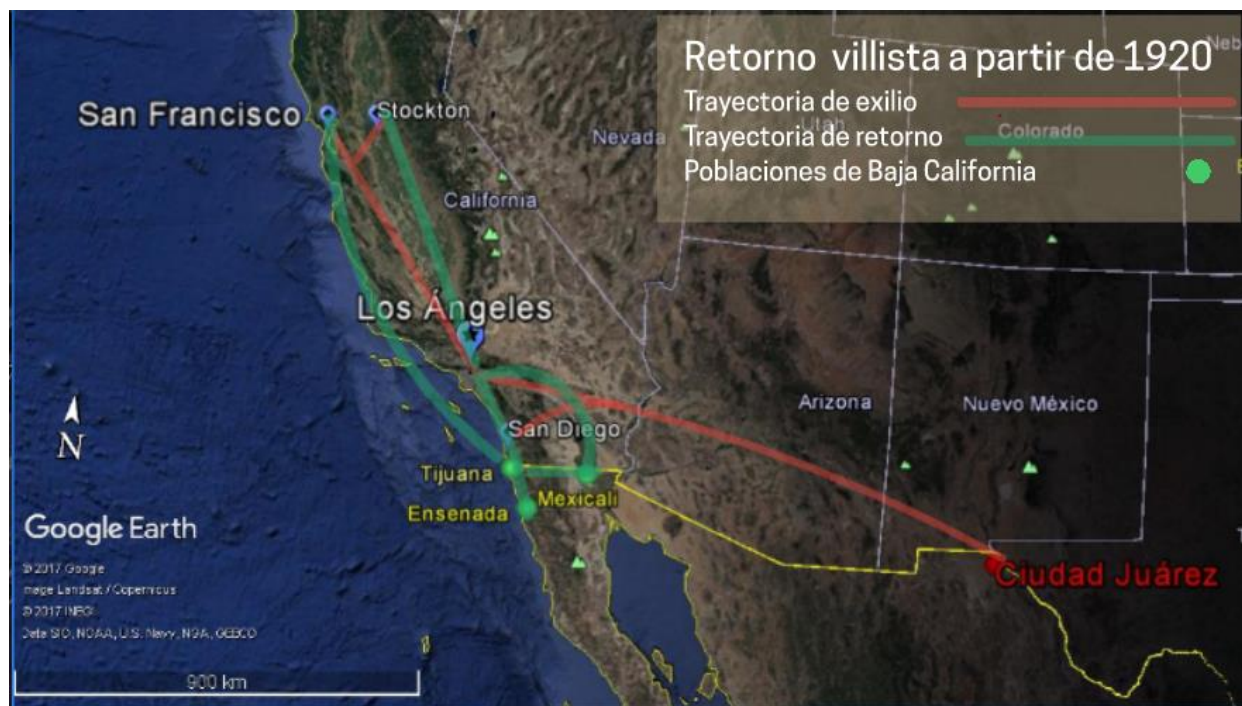 Retorno villista a partir de 1920
Trayectoria de exilio
Trayectoria de retorno
Poblaciones de Baja California
Neb
San Francisco
Stockton
Nevada
Utah
Colorado
California
Los Ángeles
Arizona
Nuevo México
N
San Diego
Tijuana
Mexicali
Ensenada
Ciudad Juárez
Google Earth
© 2017 Google
Image Landsat / Copernicus
© 2017 INEGI
Data SIO, NOAA, U.S. Navy, NGA, GEBCO
900 km